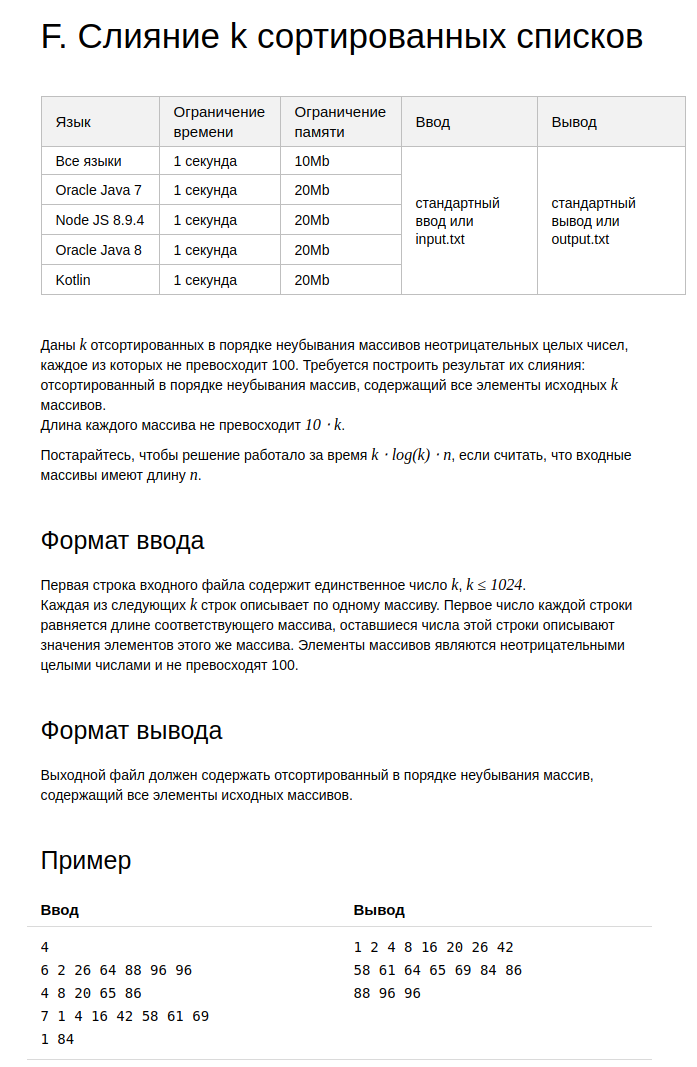 F. Слияние k сортированных списков
Язык
Ограничение времени
Ограничение памяти
Ввод
Вывод
Все языки
1 секунда
10Mb
стандартный ввод или input.txt
стандартный вывод или output.txt
Oracle Java 7
1 секунда
20Mb
Node JS 8.9.4
1 секунда
20Mb
Oracle Java 8
1 секунда
20Mb
Kotlin
1 секунда
20Mb
Даны k отсортированных в порядке неубывания массивов неотрицательных целых чисел,
каждое из которых не превосходит 100. Требуется построить результат их слияния:
отсортированный в порядке неубывания массив, содержащий все элементы исходных k
массивов.
Длина каждого массива не превосходит 10 · k.
Постарайтесь, чтобы решение работало за время k · log(k) · n, если считать, что входные
массивы имеют длину n.
Формат ввода
Первая строка входного файла содержит единственное число k, k ≤ 1024.
Каждая из следующих k строк описывает по одному массиву. Первое число каждой строки
равняется длине соответствующего массива, оставшиеся числа этой строки описывают
значения элементов этого же массива. Элементы массивов являются неотрицательными
целыми числами и не превосходят 100.
Формат вывода
Выходной файл должен содержать отсортированный в порядке неубывания массив,
содержащий все элементы исходных массивов.
Пример
Ввод
Вывод
4
6 2 26 64 88 96 96
4 8 20 65 86
7 1 4 16 42 58 61 69
1 84
1 2 4 8 16 20 26 42
58 61 64 65 69 84 86
88 96 96